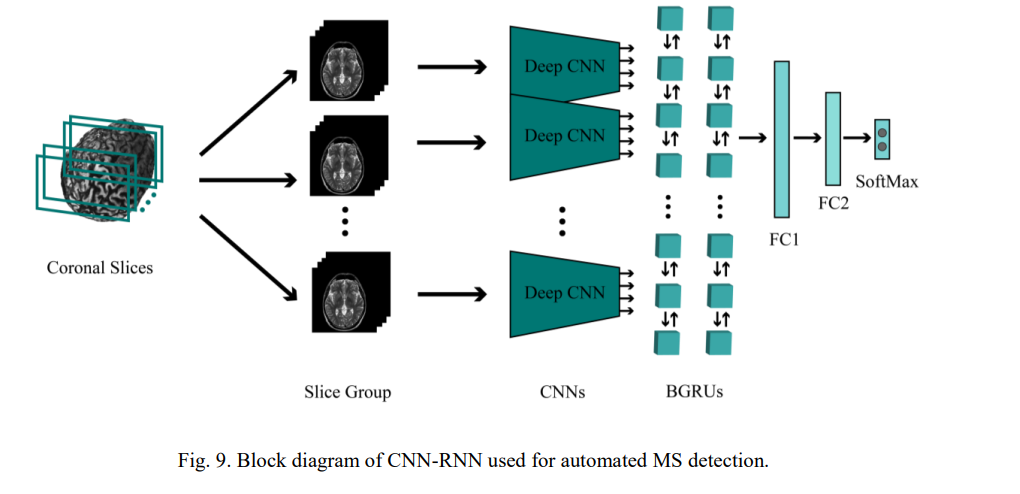 Deep CNN
Deep CNN
SoftMax
FC2
FC1
Coronal Slices
Deep CNN
Slice Group
CNNs
BGRUs
Fig. 9. Block diagram of CNN-RNN used for automated MS detection.